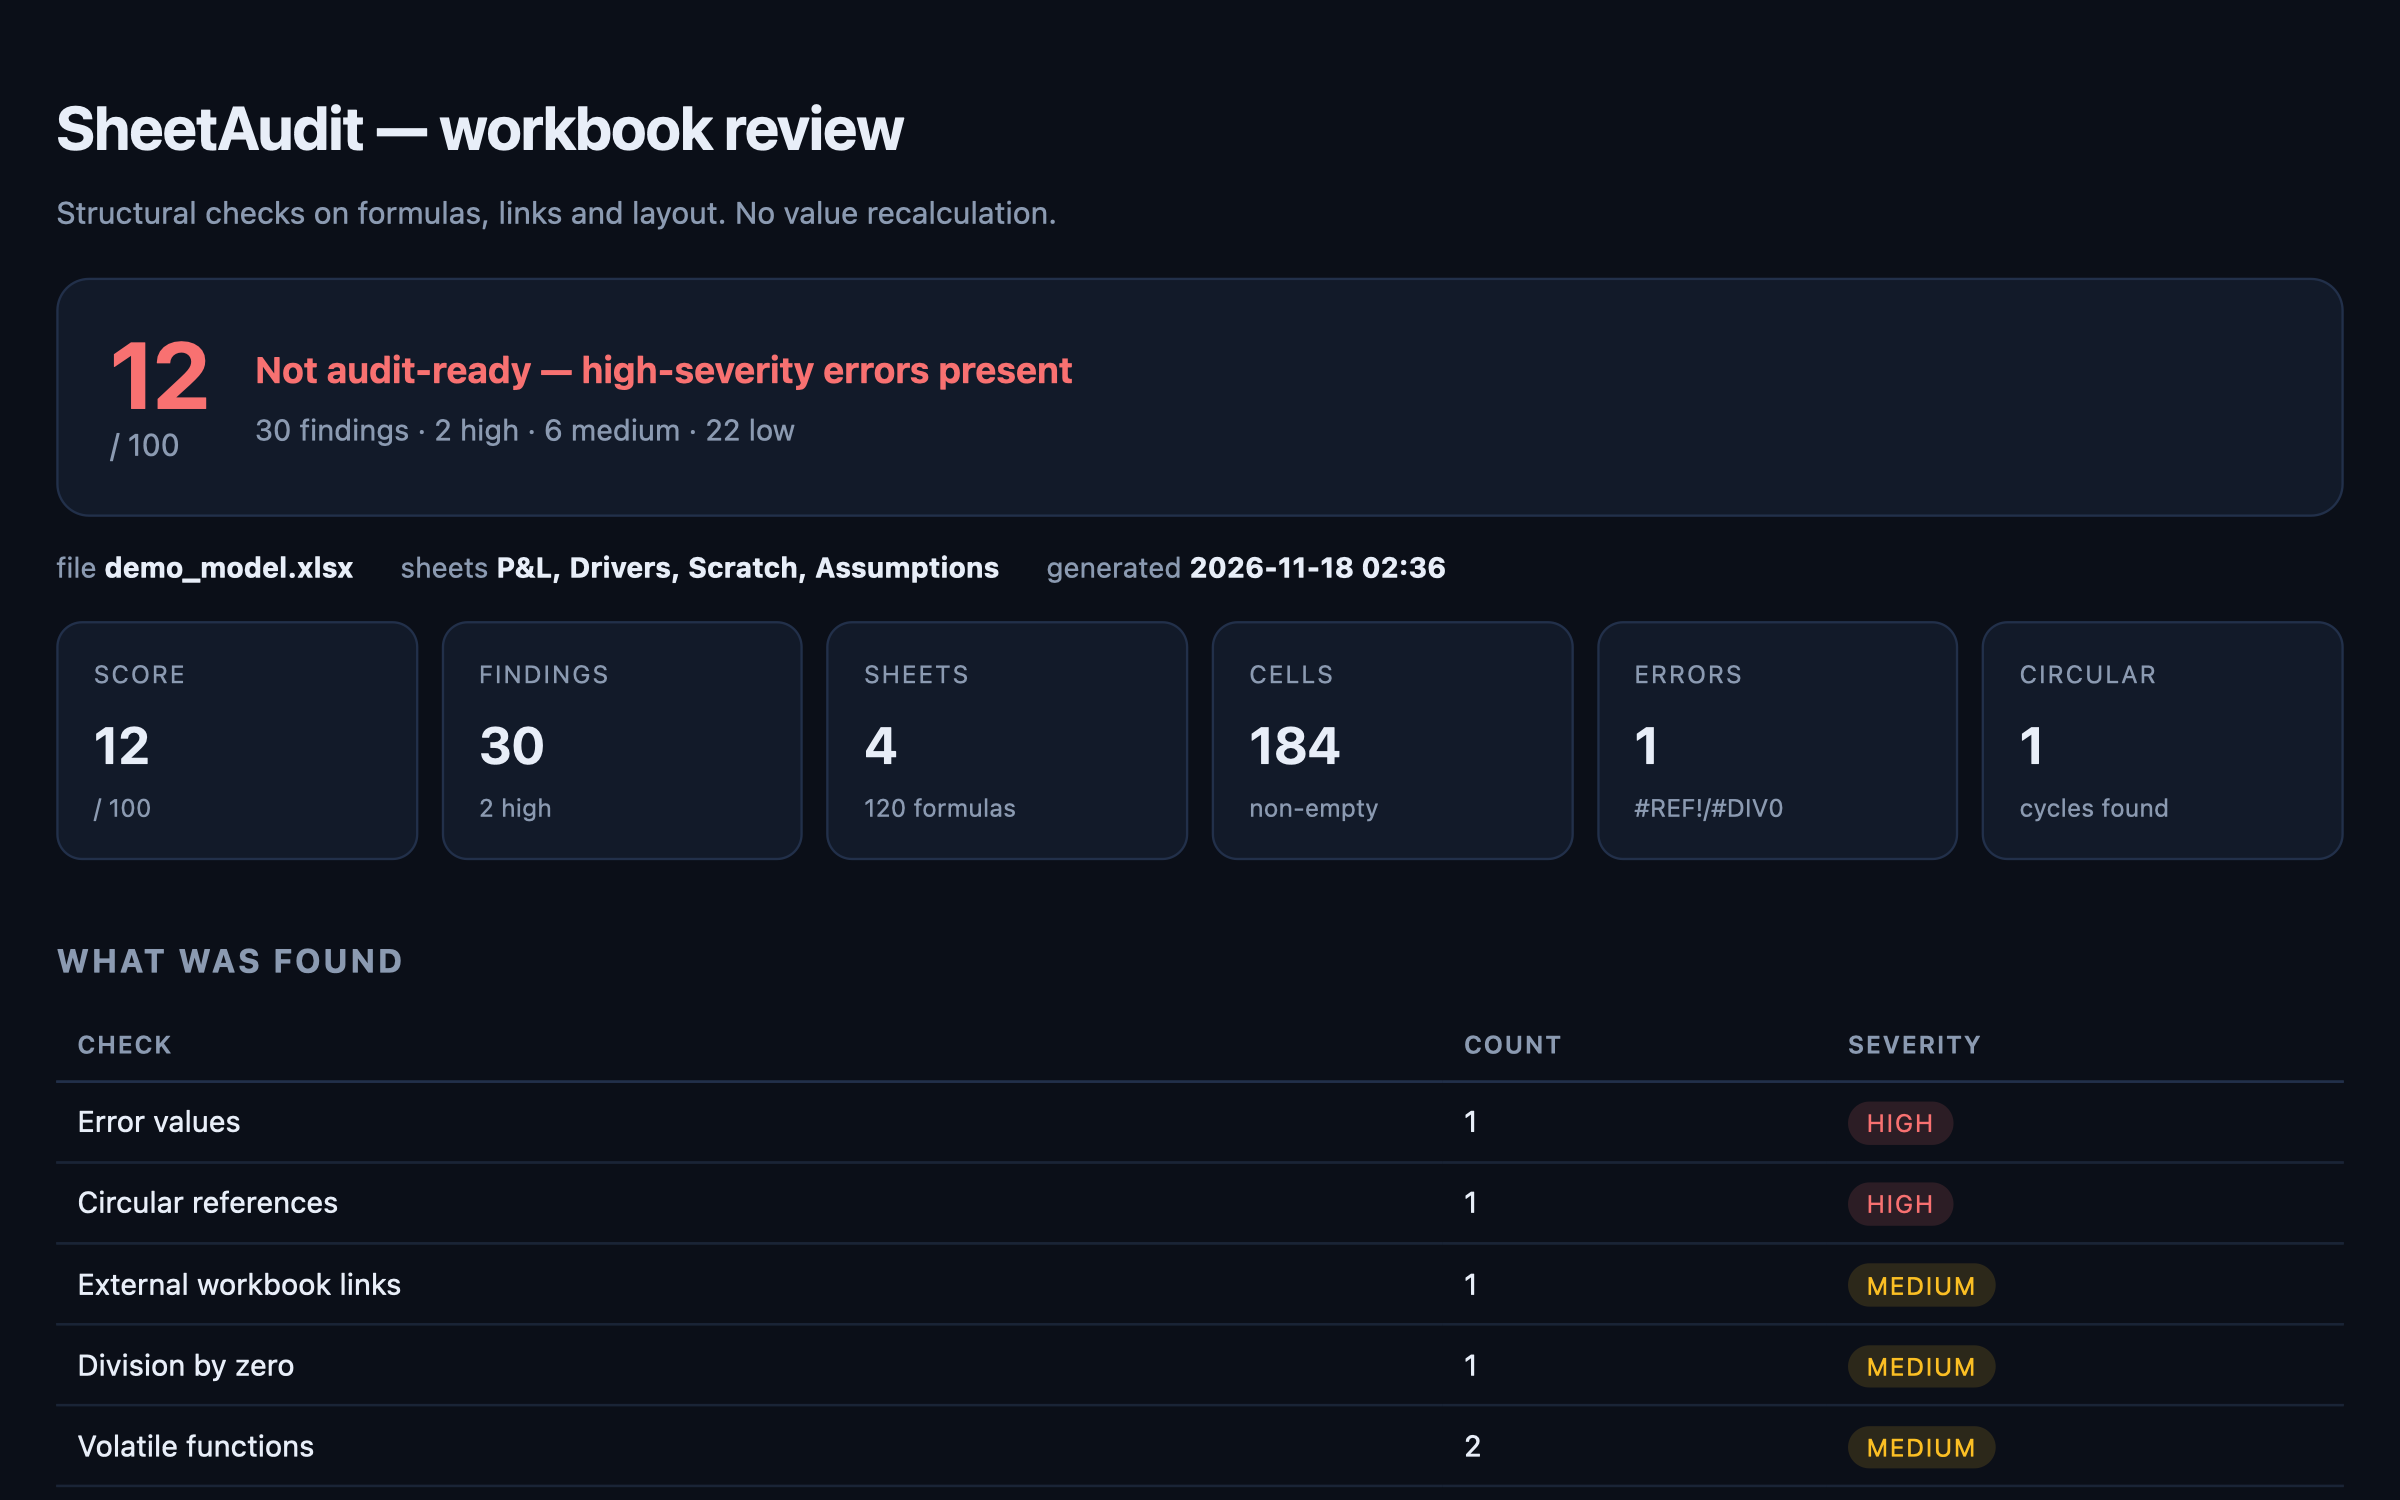 SheetAudit — workbook review
Structural checks on formulas, links and layout. No value recalculation.
12
/ 100
Not audit-ready — high-severity errors present
30 findings · 2 high · 6 medium · 22 low
file demo_model.xlsx sheets P&L, Drivers, Scratch, Assumptions generated 2026-11-18 02:36
SCORE
12
/ 100
FINDINGS
30
2 high
SHEETS
4
120 formulas
CELLS
184
non-empty
ERRORS
1
#REF!/#DIV0
CIRCULAR
1
cycles found
WHAT WAS FOUND
CHECK COUNT SEVERITY
Error values 1 HIGH
Circular references 1 HIGH
External workbook links 1 MEDIUM
Division by zero 1 MEDIUM
Volatile functions 2 MEDIUM